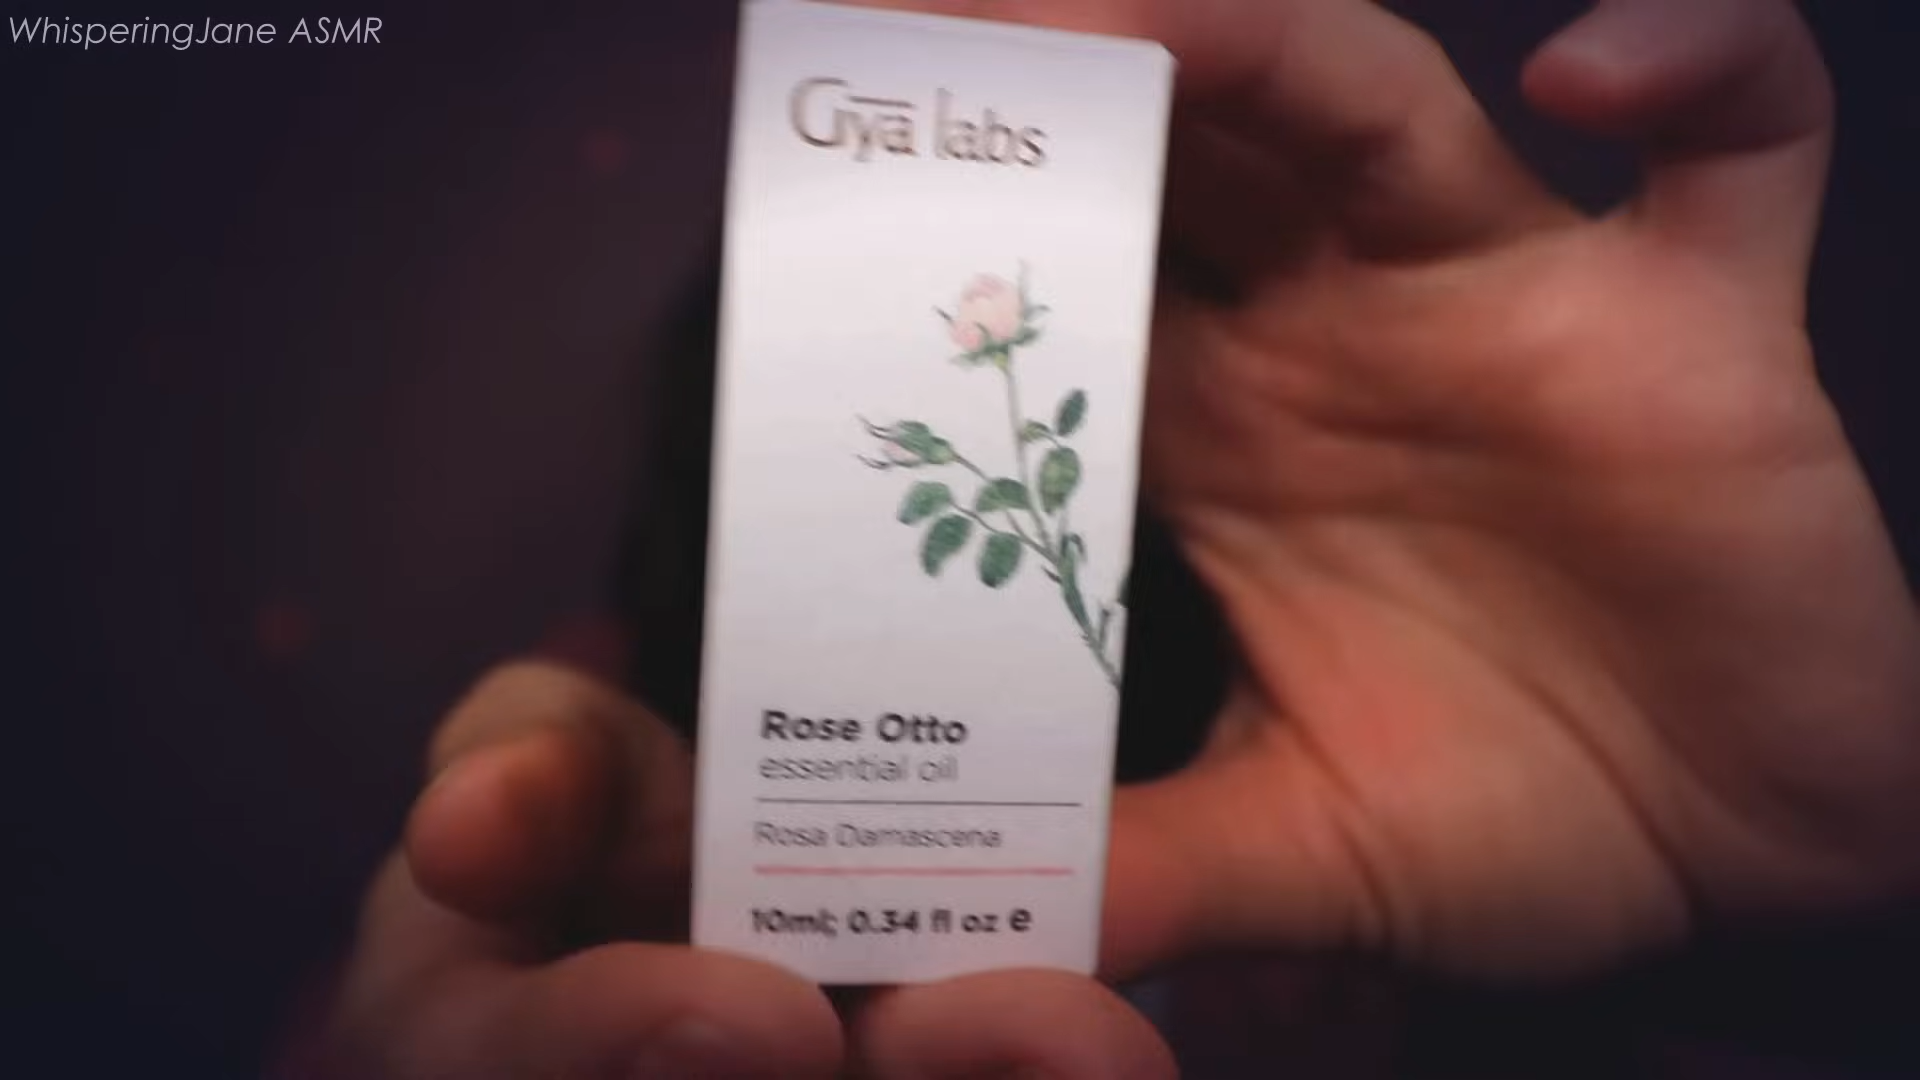 WhisperingJane ASMR
Gya labs
Rose Otto
essential oil
Rosa Damascena
10ml; 0.34 fl oz e